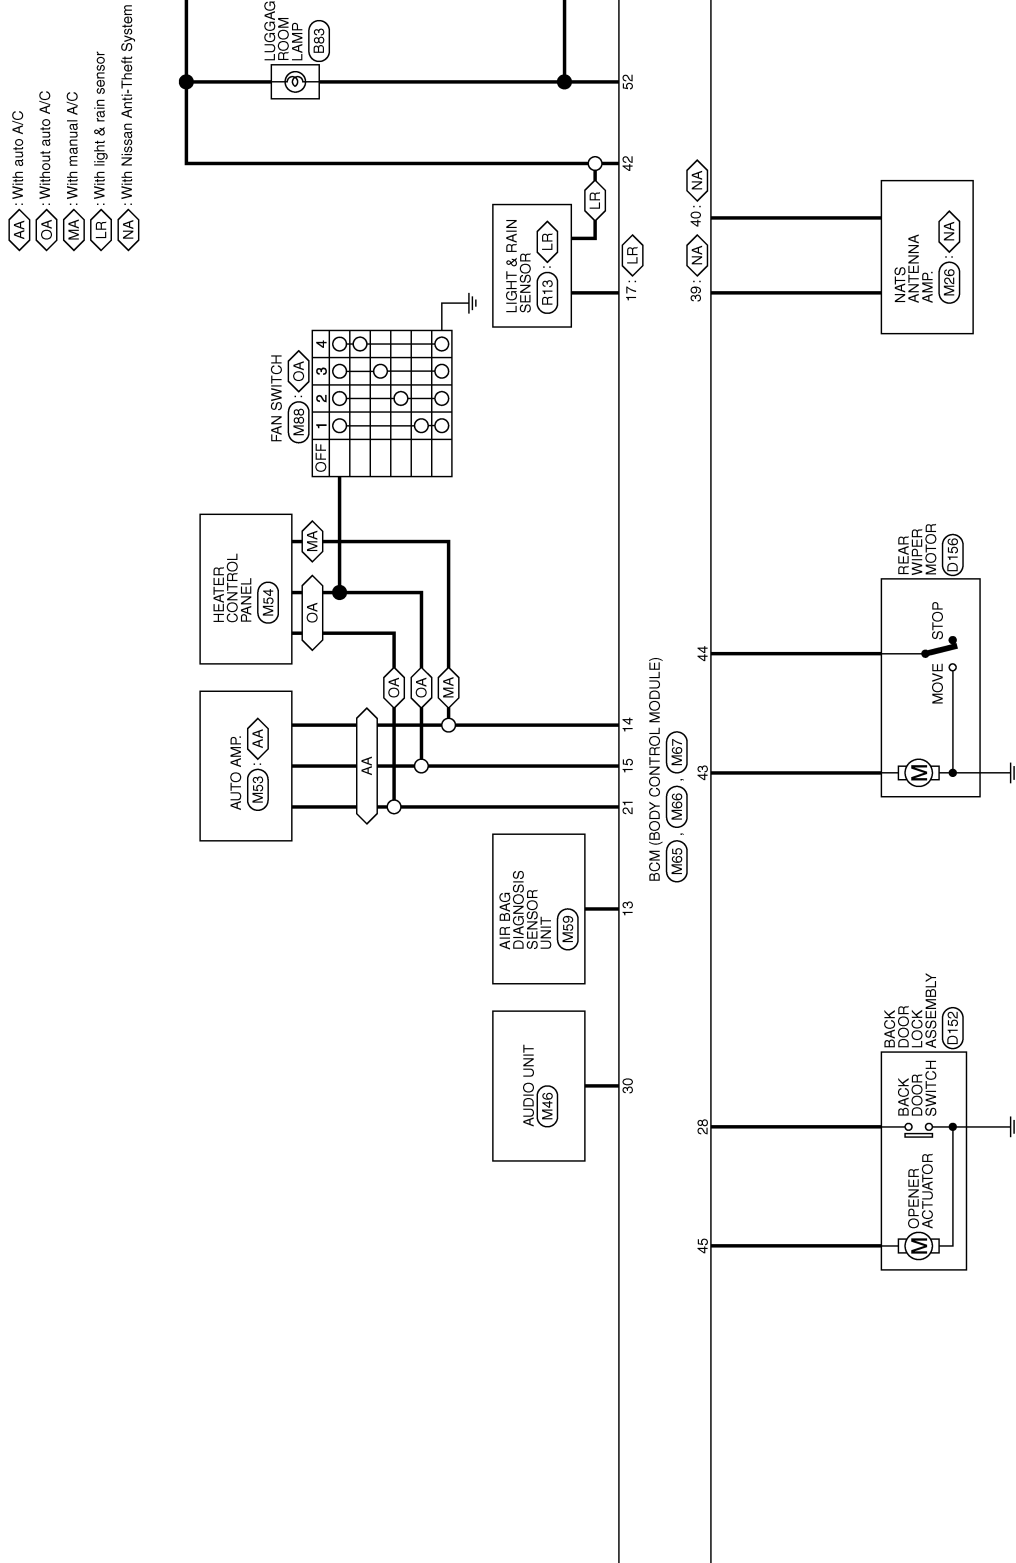 AA : With auto A/C
OA : Without auto A/C
MA : With manual A/C
LR : With light & rain sensor
NA : With Nissan Anti-Theft System
LUGGAG
ROOM
LAMP
B83
52
42
LR
LIGHT & RAIN
SENSOR
R13 : LR
17 : LR
FAN SWITCH
M88 : OA
OFF 1 2 3 4
HEATER
CONTROL
PANEL
M54
OA
MA
OA
OA
MA
AUTO AMP.
M53 : AA
AA
14
15
21
AIR BAG
DIAGNOSIS
SENSOR
UNIT
M59
13
AUDIO UNIT
M46
30
BCM (BODY CONTROL MODULE)
M65 , M66 , M67
40 : NA
39 : NA
NATS
ANTENNA
AMP.
M26 : NA
44
43
REAR
WIPER
MOTOR
D156
MOVE STOP
M
28
45
BACK
DOOR
LOCK
ASSEMBLY
D152
BACK
DOOR
SWITCH
OPENER
ACTUATOR
M